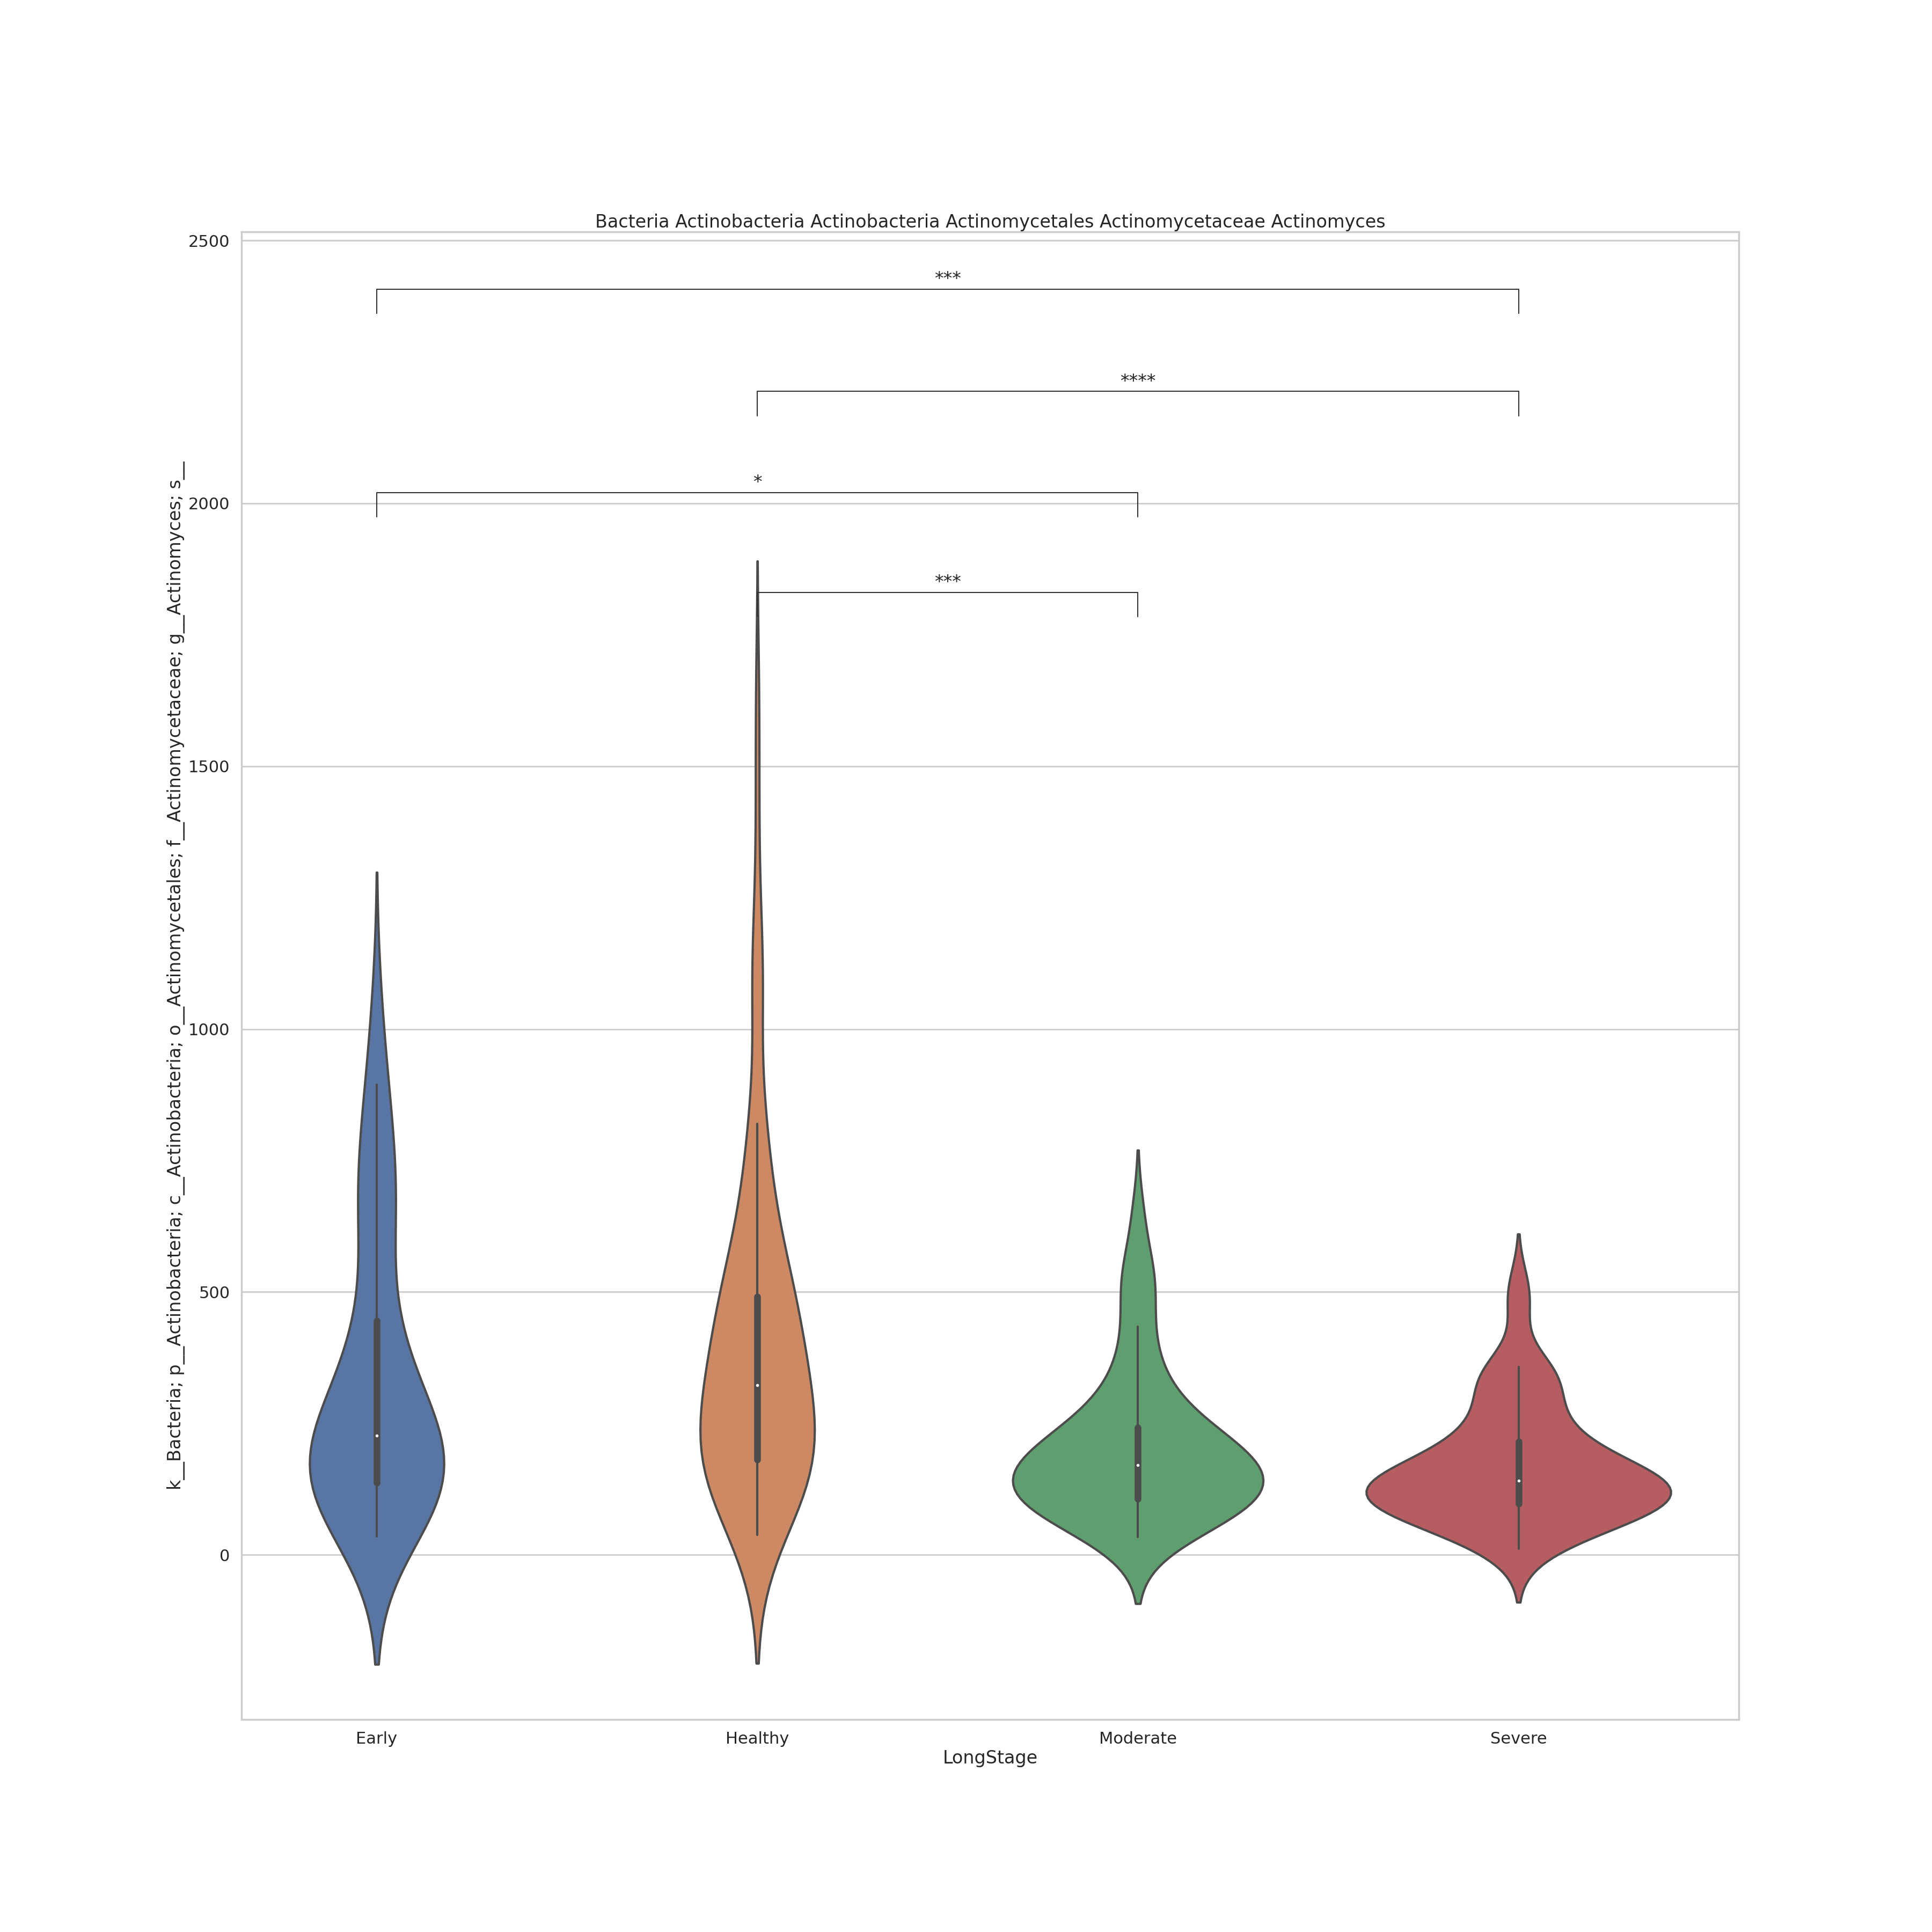 Bacteria Actinobacteria Actinobacteria Actinomycetales Actinomycetaceae Actinomyces
k__Bacteria; p__Actinobacteria; c__Actinobacteria; o__Actinomycetales; f__Actinomycetaceae; g__Actinomyces; s__
2500
2000
1500
1000
500
0
***
****
*
***
Early Healthy Moderate Severe
LongStage